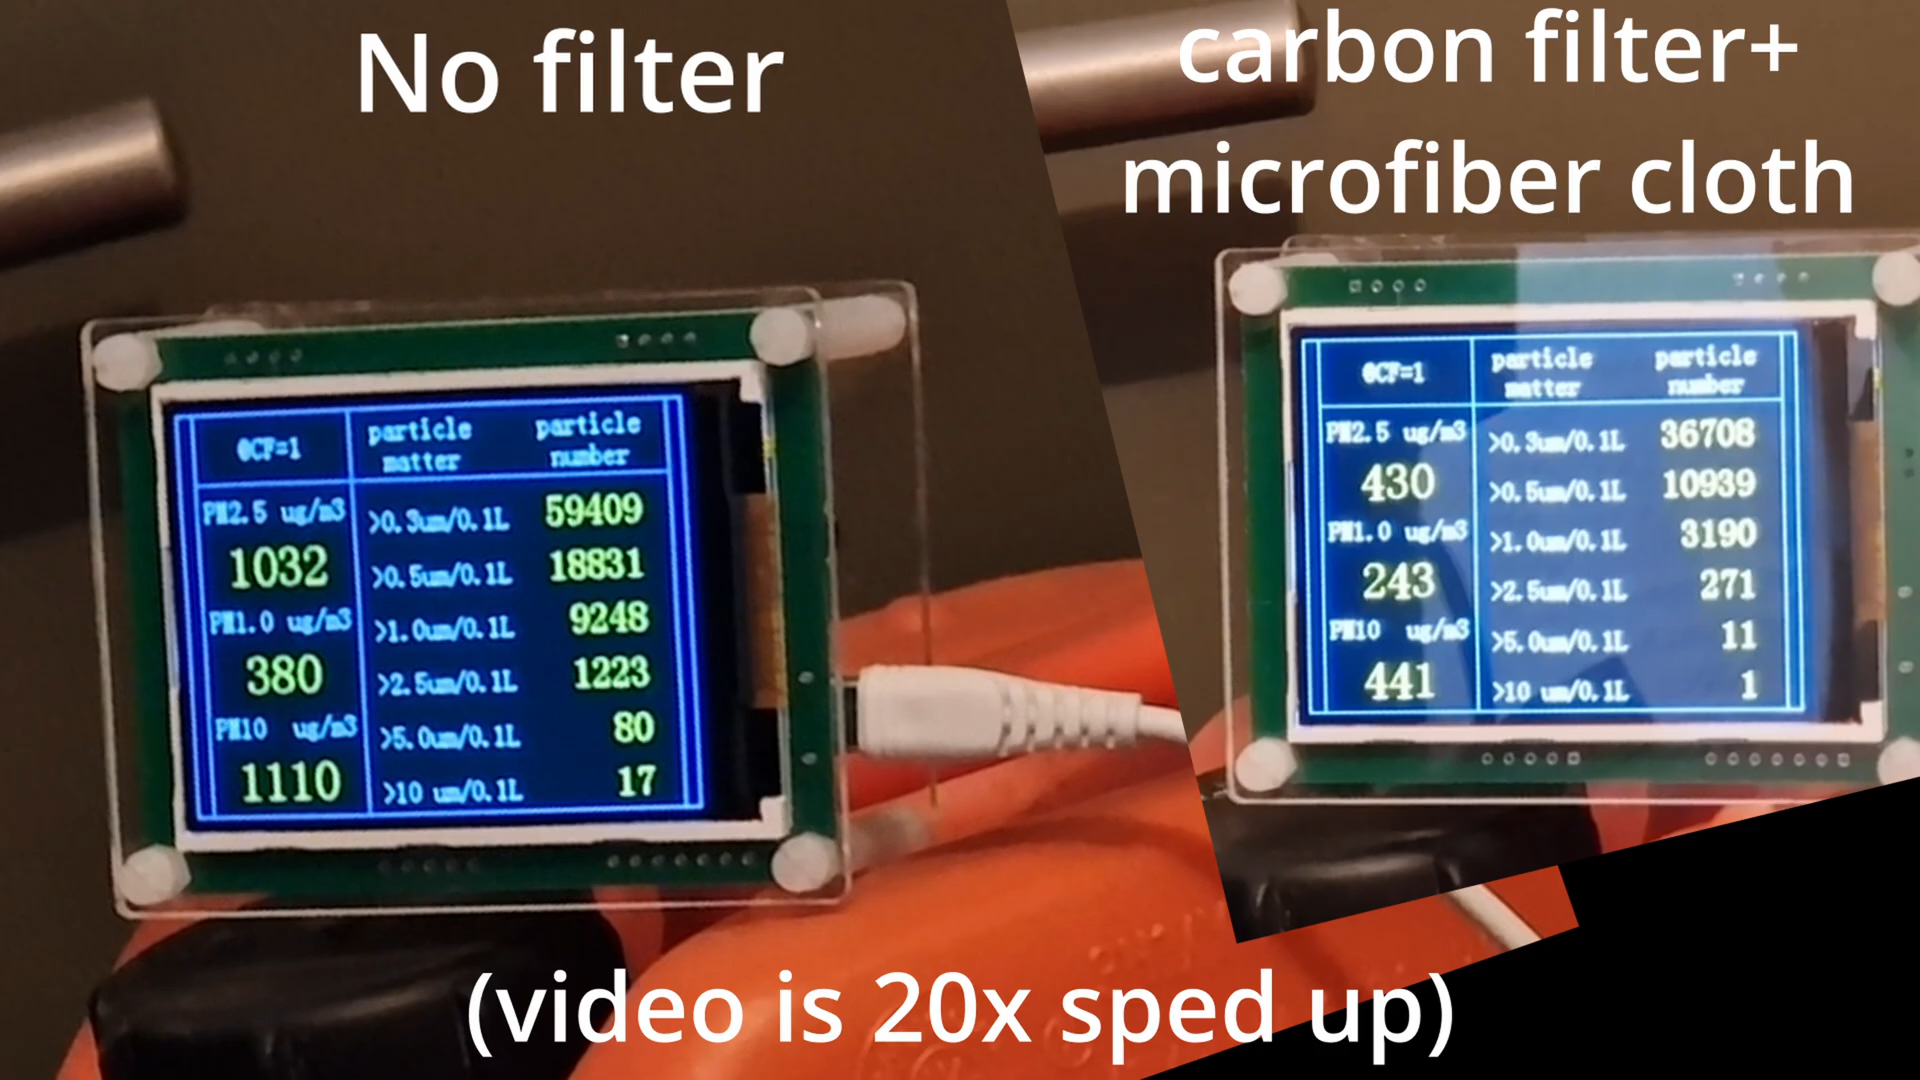 No filter
carbon filter+
microfiber cloth
@CF=1
particle matter
particle number
PM2.5 ug/m3
1032
PM1.0 ug/m3
380
PM10 ug/m3
1110
>0.3um/0.1L 59409
>0.5um/0.1L 18831
>1.0um/0.1L 9248
>2.5um/0.1L 1223
>5.0um/0.1L 80
>10 um/0.1L 17
@CF=1
particle matter
particle number
PM2.5 ug/m3
430
PM1.0 ug/m3
243
PM10 ug/m3
441
>0.3um/0.1L 36708
>0.5um/0.1L 10939
>1.0um/0.1L 3190
>2.5um/0.1L 271
>5.0um/0.1L 11
>10 um/0.1L 1
(video is 20x sped up)